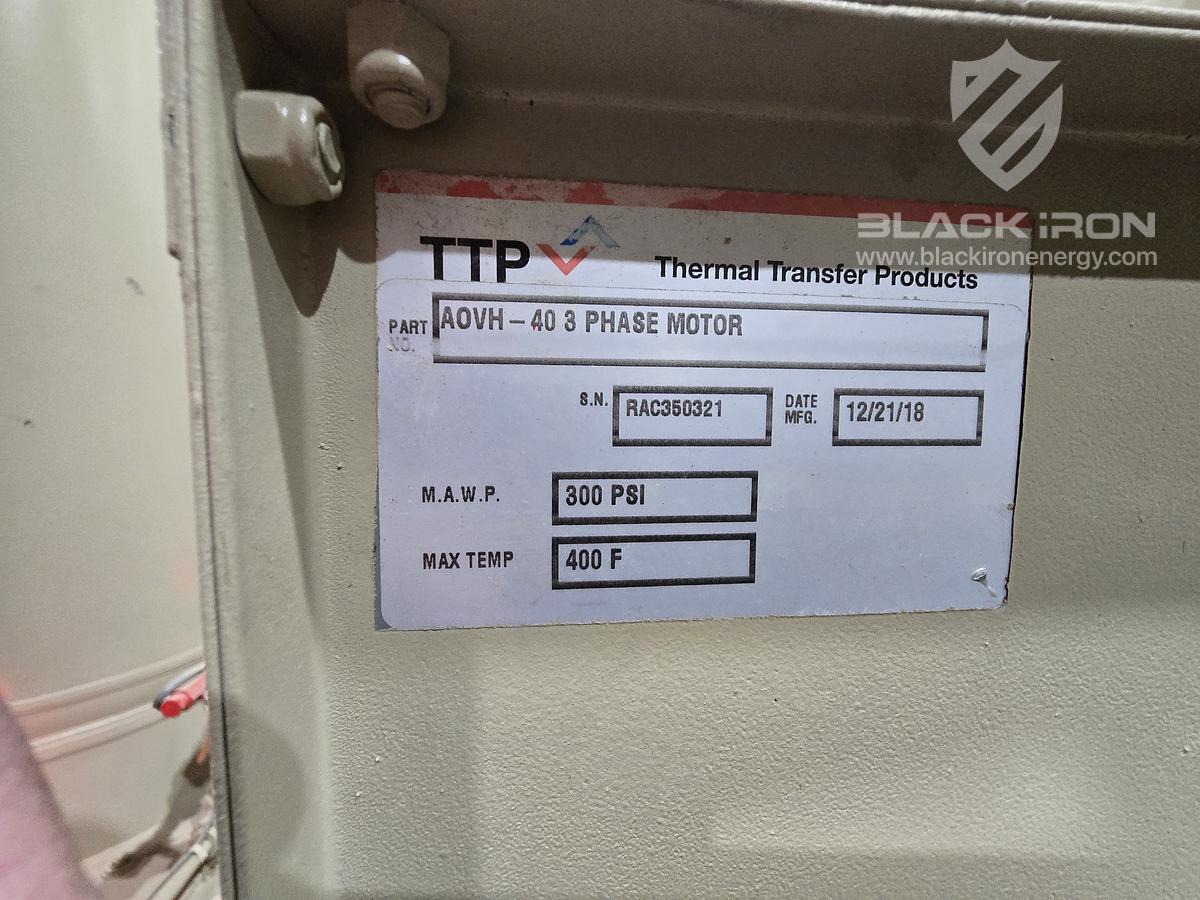 BLACK IRON
www.blackironenergy.com
TTP
Thermal Transfer Products
PART NO.
AOVH – 40 3 PHASE MOTOR
S.N.
RAC350321
DATE MFG.
12/21/18
M.A.W.P.
300 PSI
MAX TEMP
400 F